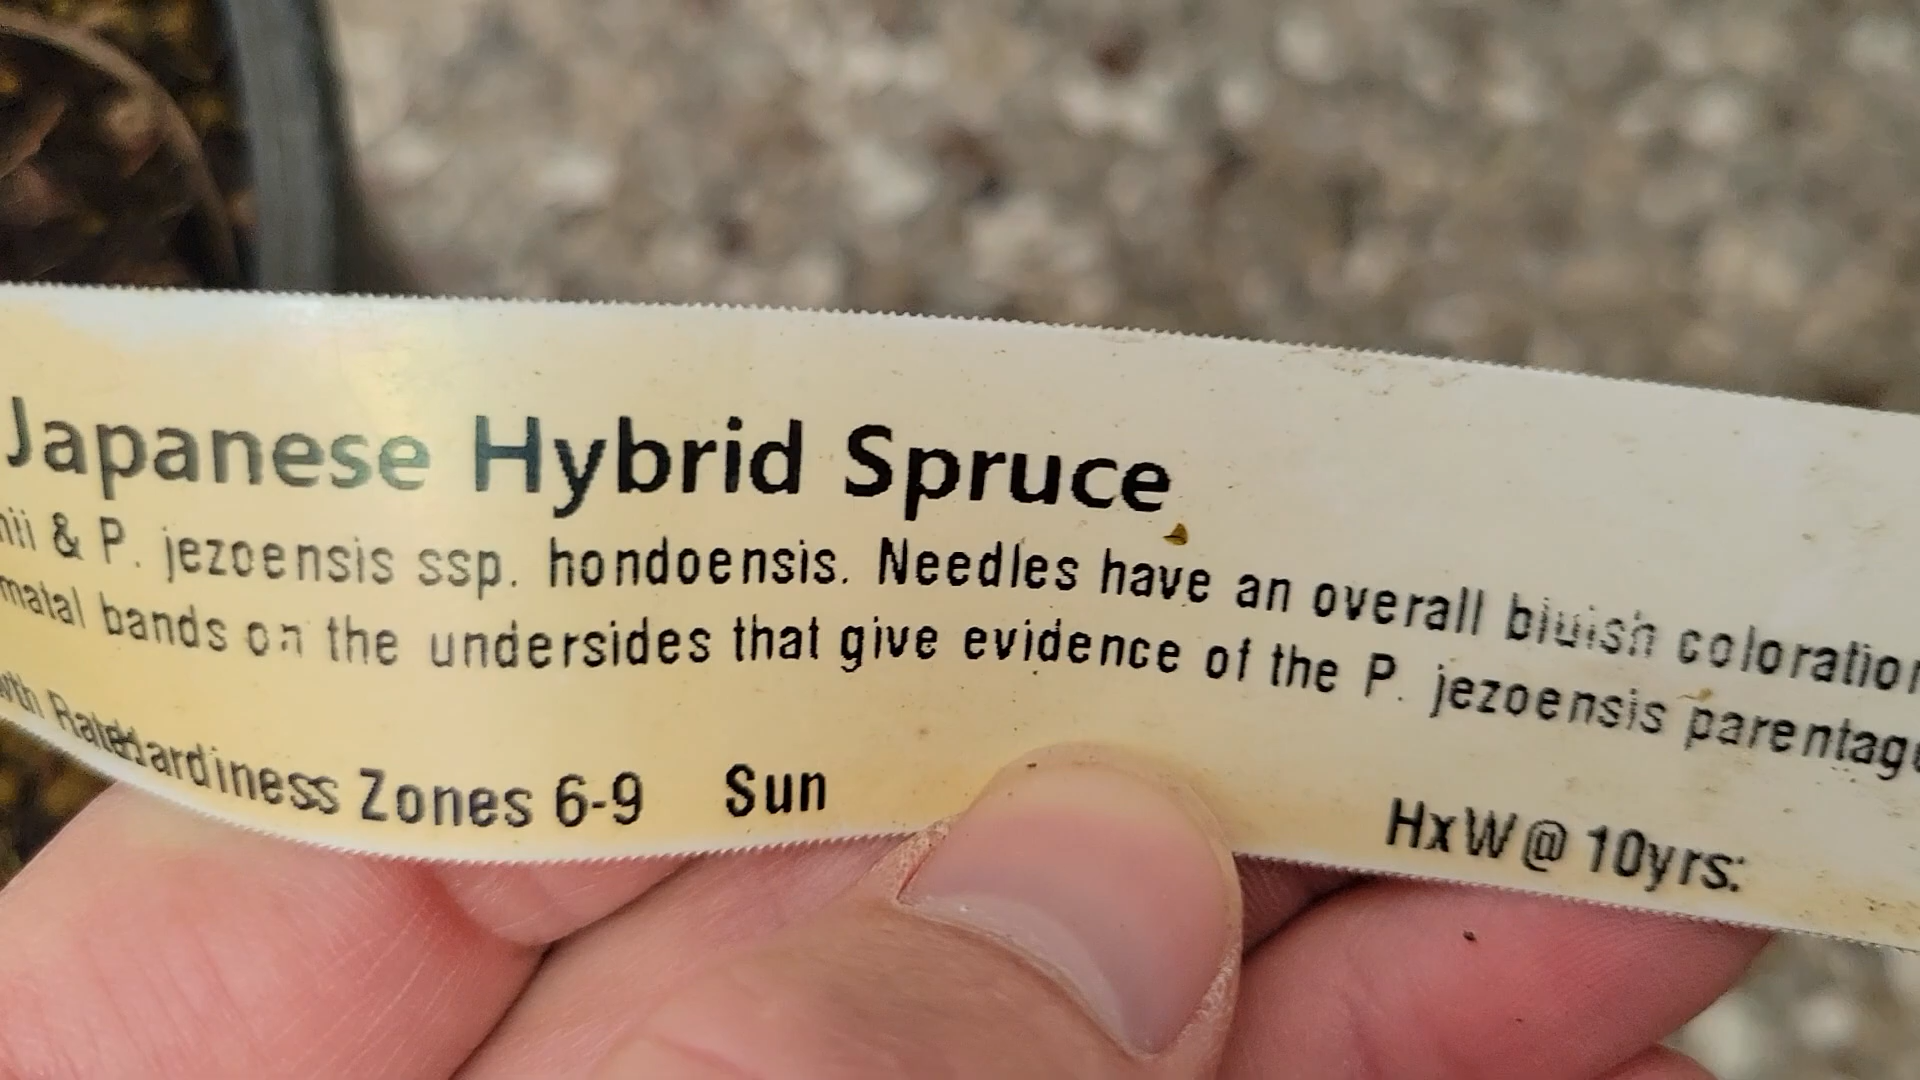 Japanese Hybrid Spruce
& P. jezoensis ssp. hondoensis. Needles have an overall bluish coloration
bands on the undersides that give evidence of the P. jezoensis parentage
Rate Hardiness Zones 6-9 Sun HxW@ 10yrs: